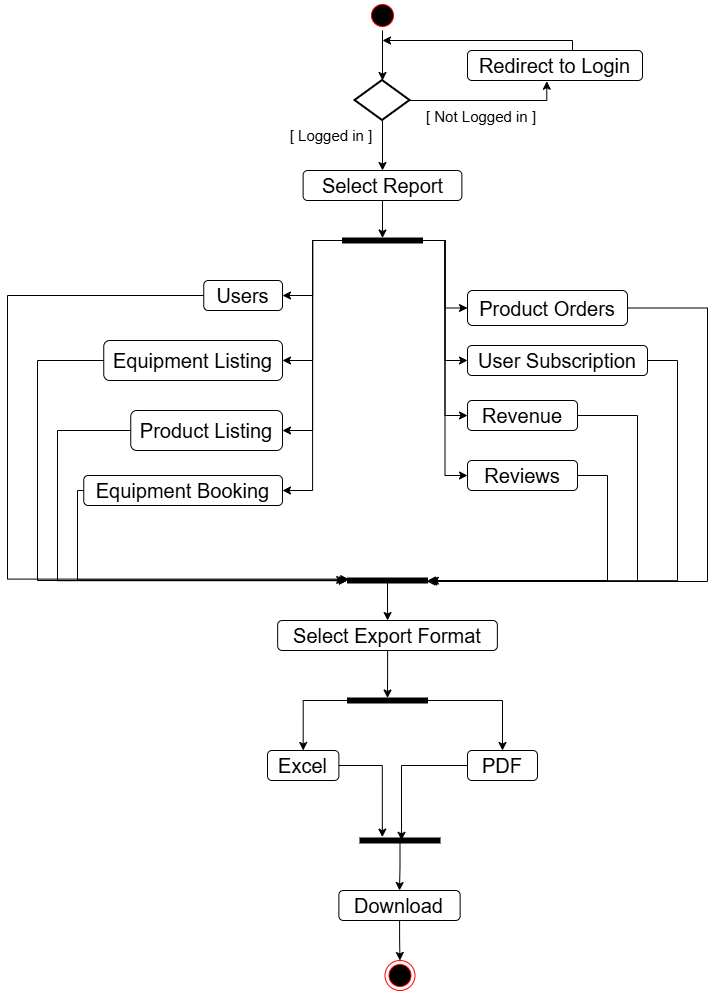 Redirect to Login
[ Not Logged in ]
[ Logged in ]
Select Report
Users
Equipment Listing
Product Listing
Equipment Booking
Product Orders
User Subscription
Revenue
Reviews
Select Export Format
Excel
PDF
Download